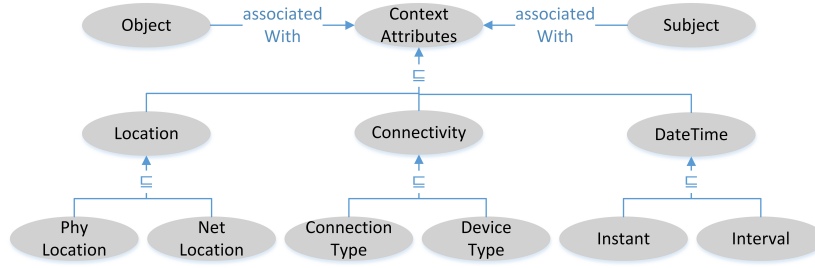 Object
associated
With
Context
Attributes
associated
With
Subject
⊑
Location
Connectivity
DateTime
⊑
⊑
⊑
Phy
Location
Net
Location
Connection
Type
Device
Type
Instant
Interval